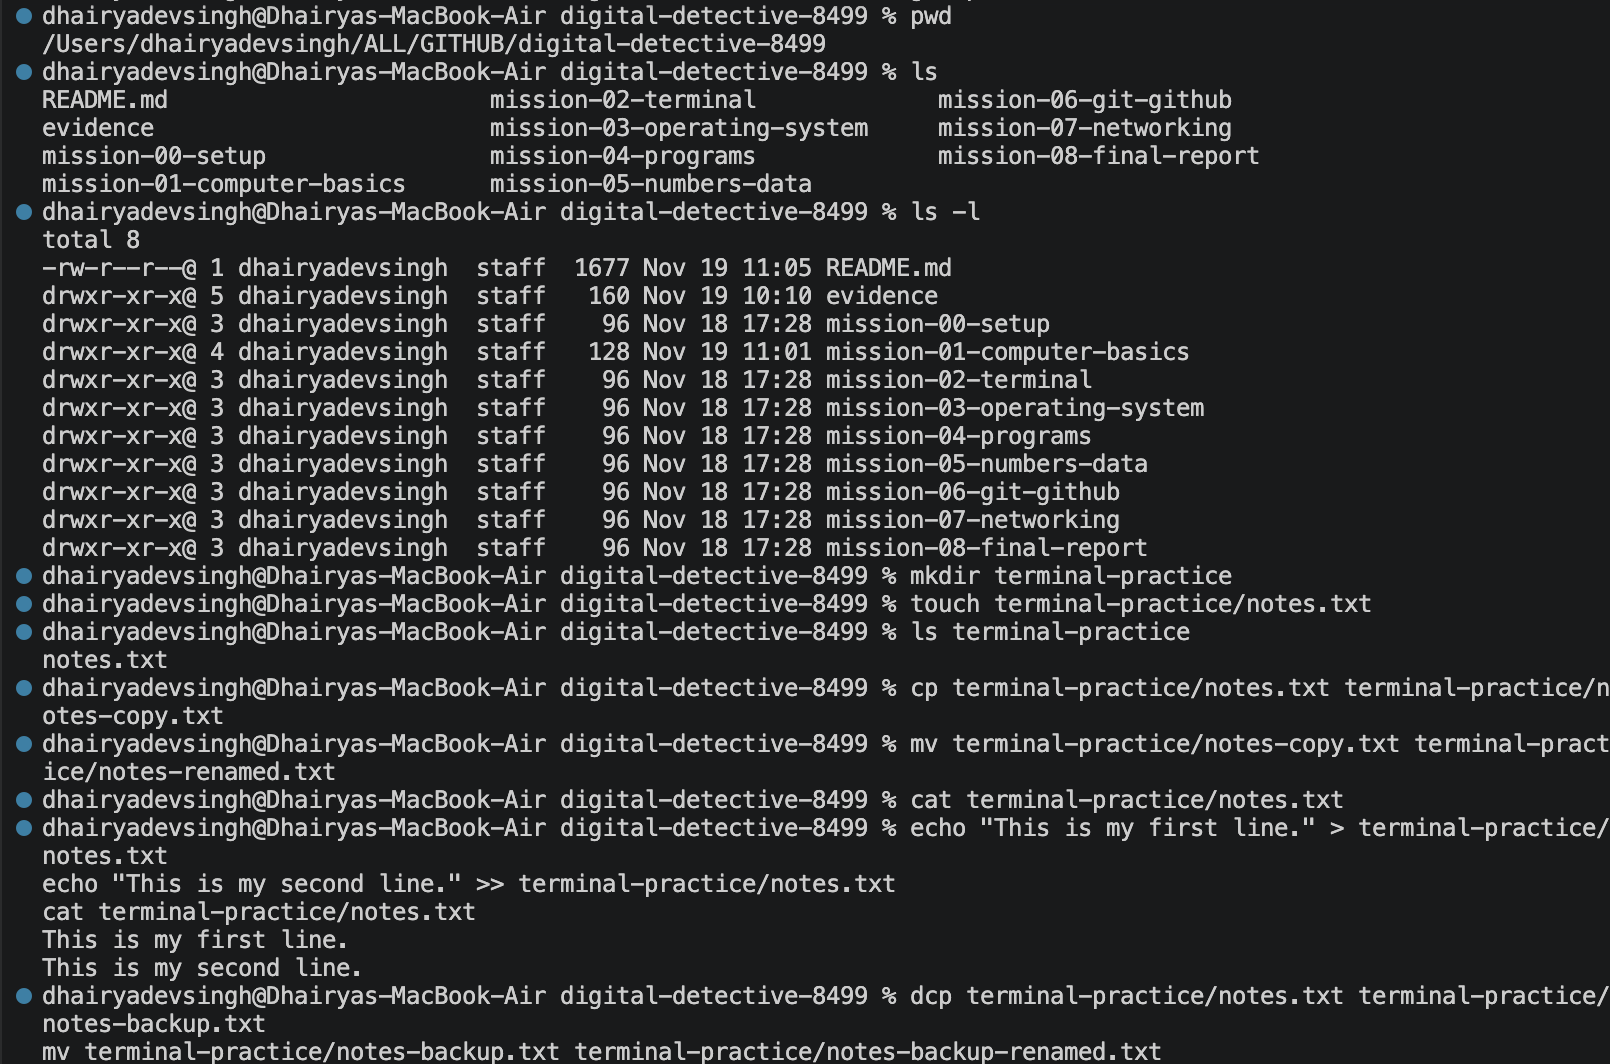 dhairyadevsingh@Dhairyas-MacBook-Air digital-detective-8499 % pwd
/Users/dhairyadevsingh/ALL/GITHUB/digital-detective-8499
dhairyadevsingh@Dhairyas-MacBook-Air digital-detective-8499 % ls
README.md                       mission-02-terminal             mission-06-git-github
evidence                        mission-03-operating-system     mission-07-networking
mission-00-setup                mission-04-programs             mission-08-final-report
mission-01-computer-basics      mission-05-numbers-data
dhairyadevsingh@Dhairyas-MacBook-Air digital-detective-8499 % ls -l
total 8
-rw-r--r--@ 1 dhairyadevsingh  staff  1677 Nov 19 11:05 README.md
drwxr-xr-x@ 5 dhairyadevsingh  staff   160 Nov 19 10:10 evidence
drwxr-xr-x@ 3 dhairyadevsingh  staff    96 Nov 18 17:28 mission-00-setup
drwxr-xr-x@ 4 dhairyadevsingh  staff   128 Nov 19 11:01 mission-01-computer-basics
drwxr-xr-x@ 3 dhairyadevsingh  staff    96 Nov 18 17:28 mission-02-terminal
drwxr-xr-x@ 3 dhairyadevsingh  staff    96 Nov 18 17:28 mission-03-operating-system
drwxr-xr-x@ 3 dhairyadevsingh  staff    96 Nov 18 17:28 mission-04-programs
drwxr-xr-x@ 3 dhairyadevsingh  staff    96 Nov 18 17:28 mission-05-numbers-data
drwxr-xr-x@ 3 dhairyadevsingh  staff    96 Nov 18 17:28 mission-06-git-github
drwxr-xr-x@ 3 dhairyadevsingh  staff    96 Nov 18 17:28 mission-07-networking
drwxr-xr-x@ 3 dhairyadevsingh  staff    96 Nov 18 17:28 mission-08-final-report
dhairyadevsingh@Dhairyas-MacBook-Air digital-detective-8499 % mkdir terminal-practice
dhairyadevsingh@Dhairyas-MacBook-Air digital-detective-8499 % touch terminal-practice/notes.txt
dhairyadevsingh@Dhairyas-MacBook-Air digital-detective-8499 % ls terminal-practice
notes.txt
dhairyadevsingh@Dhairyas-MacBook-Air digital-detective-8499 % cp terminal-practice/notes.txt terminal-practice/n
otes-copy.txt
dhairyadevsingh@Dhairyas-MacBook-Air digital-detective-8499 % mv terminal-practice/notes-copy.txt terminal-pract
ice/notes-renamed.txt
dhairyadevsingh@Dhairyas-MacBook-Air digital-detective-8499 % cat terminal-practice/notes.txt
dhairyadevsingh@Dhairyas-MacBook-Air digital-detective-8499 % echo "This is my first line." > terminal-practice/
notes.txt
echo "This is my second line." >> terminal-practice/notes.txt
cat terminal-practice/notes.txt
This is my first line.
This is my second line.
dhairyadevsingh@Dhairyas-MacBook-Air digital-detective-8499 % dcp terminal-practice/notes.txt terminal-practice/
notes-backup.txt
mv terminal-practice/notes-backup.txt terminal-practice/notes-backup-renamed.txt